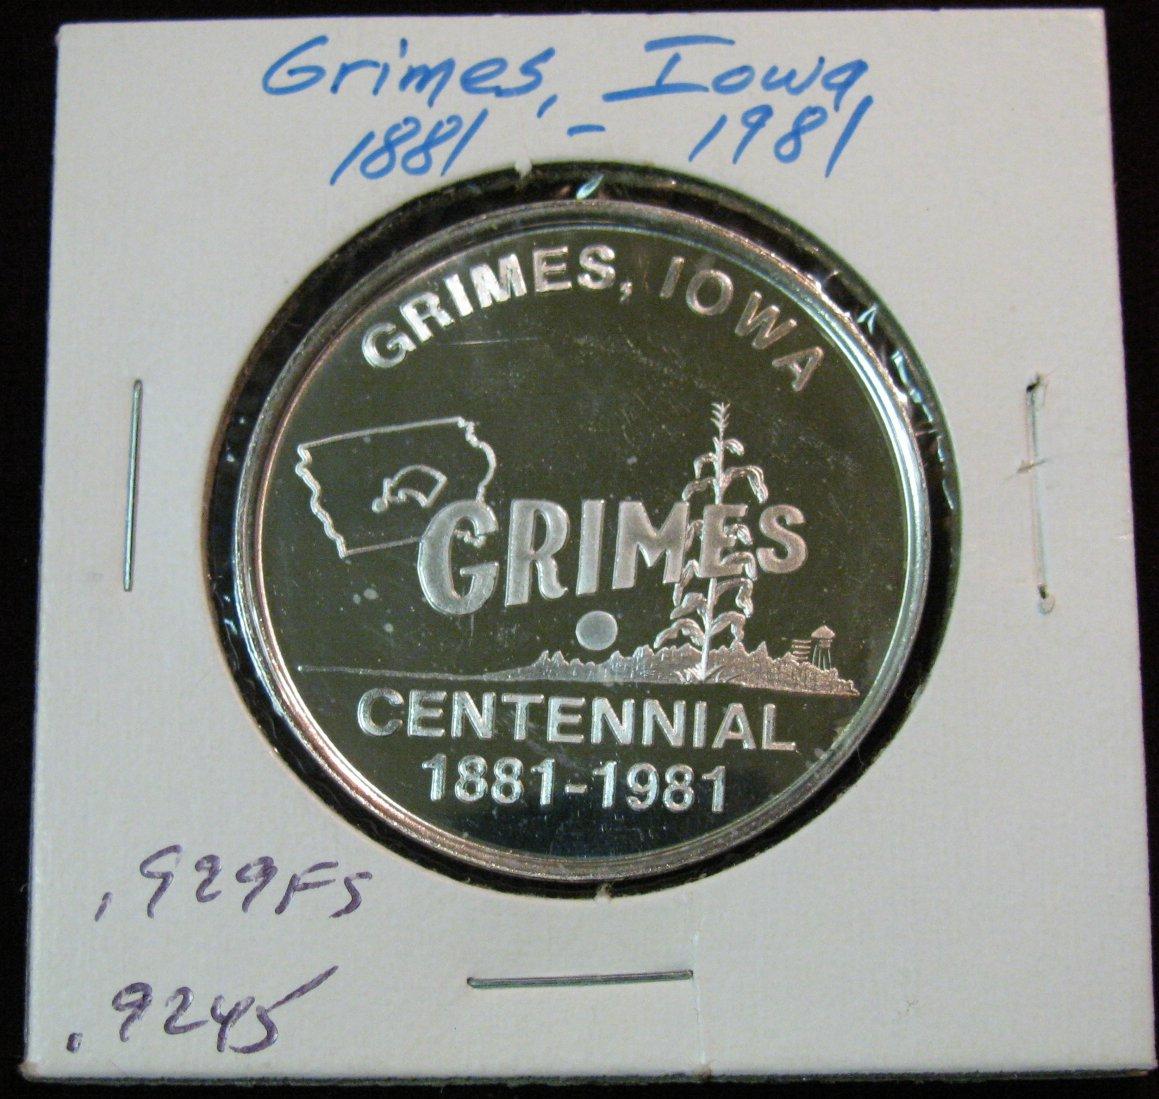 Grimes, Iowa
1881 - 1981
GRIMES, IOWA
GRIMES
CENTENNIAL
1881-1981
.929FS
.9245